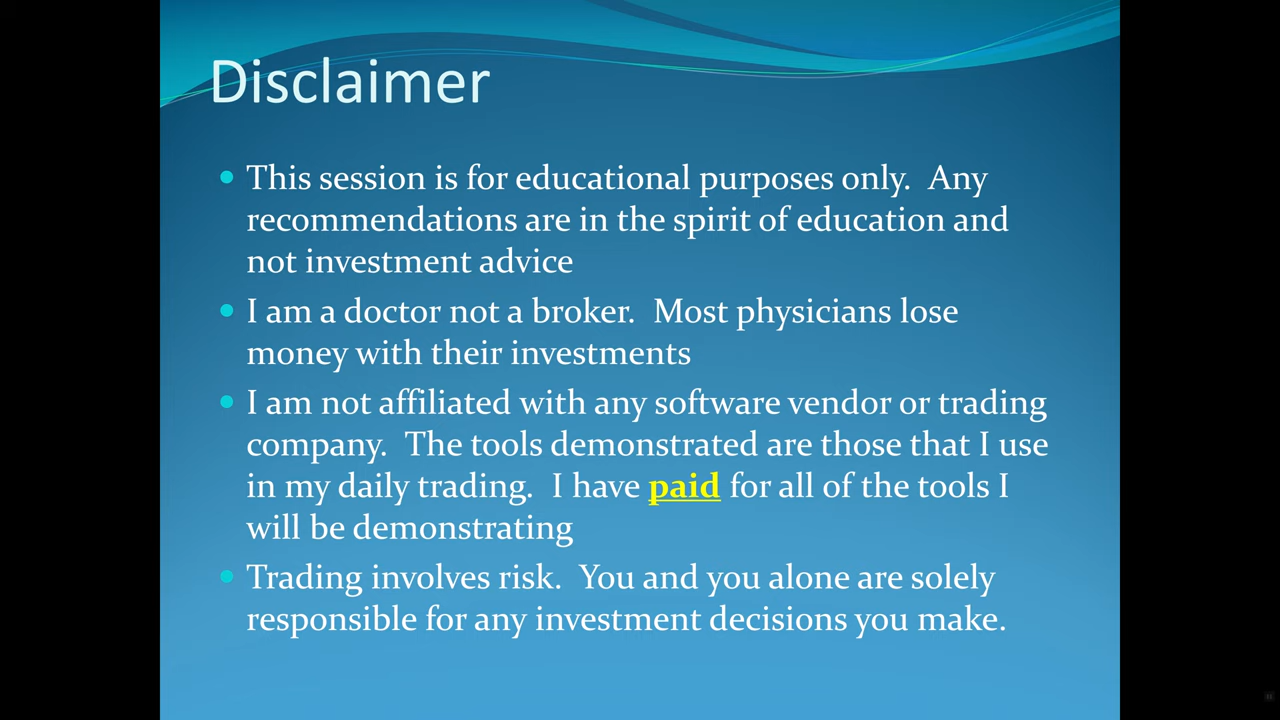 Disclaimer
• This session is for educational purposes only.  Any
recommendations are in the spirit of education and
not investment advice
• I am a doctor not a broker.  Most physicians lose
money with their investments
• I am not affiliated with any software vendor or trading
company.  The tools demonstrated are those that I use
in my daily trading.  I have paid for all of the tools I
will be demonstrating
• Trading involves risk.  You and you alone are solely
responsible for any investment decisions you make.